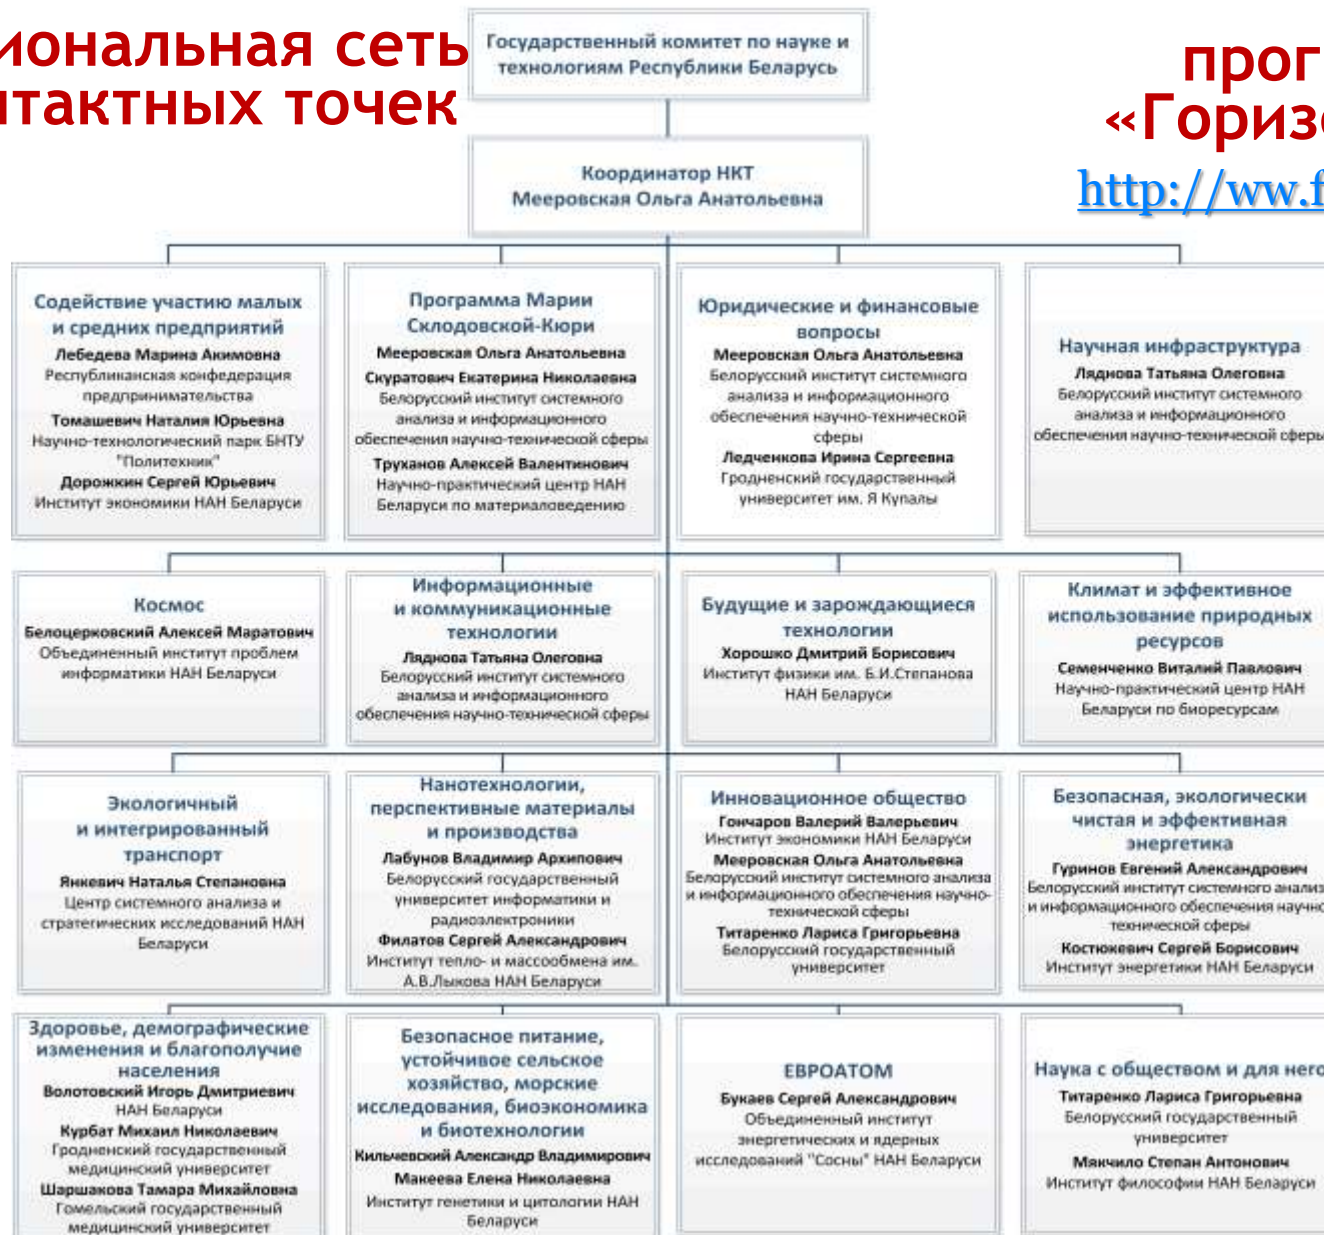 иональная сеть
нтактных точек
прог
«Горизо
http://ww.f
Государственный комитет по науке и
технологиям Республики Беларусь
Координатор НКТ
Мееровская Ольга Анатольевна
Содействие участию малых
и средних предприятий
Лебедева Марина Акимовна
Республиканская конфедерация
предпринимательства
Томашевич Наталия Юрьевна
Научно-технологический парк БНТУ
"Политехник"
Дорожкин Сергей Юрьевич
Институт экономики НАН Беларуси
Программа Марии
Склодовской-Кюри
Мееровская Ольга Анатольевна
Скуратович Екатерина Николаевна
Белорусский институт системного
анализа и информационного
обеспечения научно-технической сферы
Труханов Алексей Валентинович
Научно-практический центр НАН
Беларуси по материаловедению
Юридические и финансовые
вопросы
Мееровская Ольга Анатольевна
Белорусский институт системного
анализа и информационного
обеспечения научно-технической
сферы
Ледченкова Ирина Сергеевна
Гродненский государственный
университет им. Я Купалы
Научная инфраструктура
Ляднова Татьяна Олеговна
Белорусский институт системного
анализа и информационного
обеспечения научно-технической сферы
Космос
Белоцерковский Алексей Маратович
Объединенный институт проблем
информатики НАН Беларуси
Информационные
и коммуникационные
технологии
Ляднова Татьяна Олеговна
Белорусский институт системного
анализа и информационного
обеспечения научно-технической сферы
Будущие и зарождающиеся
технологии
Хорошко Дмитрий Борисович
Институт физики им. Б.И.Степанова
НАН Беларуси
Климат и эффективное
использование природных
ресурсов
Семенченко Виталий Павлович
Научно-практический центр НАН
Беларуси по биоресурсам
Экологичный
и интегрированный
транспорт
Янкевич Наталья Степановна
Центр системного анализа и
стратегических исследований НАН
Беларуси
Нанотехнологии,
перспективные материалы
и производства
Лабунов Владимир Архипович
Белорусский государственный
университет информатики и
радиоэлектроники
Филатов Сергей Александрович
Институт тепло- и массообмена им.
А.В.Лыкова НАН Беларуси
Инновационное общество
Гончаров Валерий Валерьевич
Институт экономики НАН Беларуси
Мееровская Ольга Анатольевна
Белорусский институт системного анализа
и информационного обеспечения научно-
технической сферы
Титаренко Лариса Григорьевна
Белорусский государственный
университет
Безопасная, экологически
чистая и эффективная
энергетика
Гуринов Евгений Александрович
Белорусский институт системного анализ
и информационного обеспечения научно
технической сферы
Костюкевич Сергей Борисович
Институт энергетики НАН Беларуси
Здоровье, демографические
изменения и благополучие
населения
Волотовский Игорь Дмитриевич
НАН Беларуси
Курбат Михаил Николаевич
Гродненский государственный
медицинский университет
Шаршакова Тамара Михайловна
Гомельский государственный
медицинский университет
Безопасное питание,
устойчивое сельское
хозяйство, морские
исследования, биоэкономика
и биотехнологии
Кильчевский Александр Владимирович
Макеева Елена Николаевна
Институт генетики и цитологии НАН
Беларуси
ЕВРОАТОМ
Букаев Сергей Александрович
Объединенный институт
энергетических и ядерных
исследований "Сосны" НАН Беларуси
Наука с обществом и для него
Титаренко Лариса Григорьевна
Белорусский государственный
университет
Мякчило Степан Антонович
Институт философии НАН Беларуси